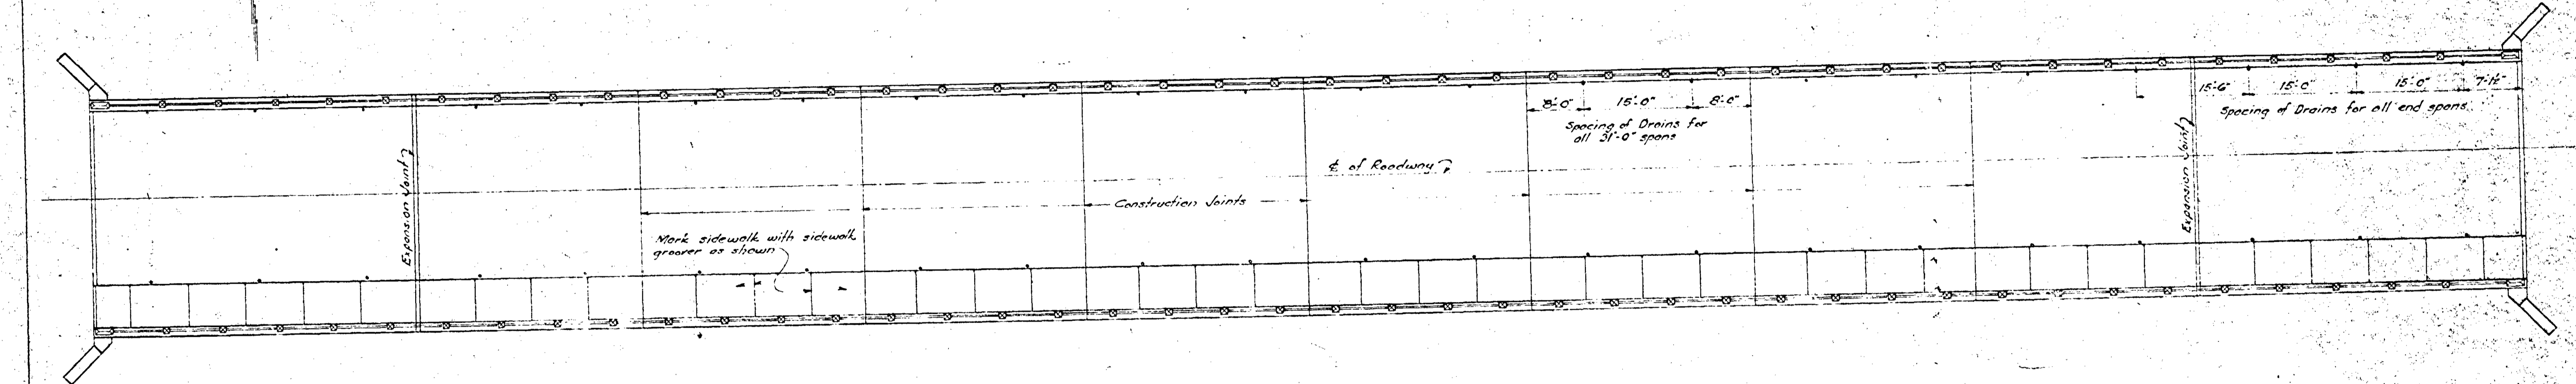 Expansion Joint
Mark sidewalk with sidewalk
groover as shown
Construction Joints
℄ of Roadway
8'-0" 15'-0" 8'-0"
Spacing of Drains for
all 31'-0" spans
Expansion Joint
15'-6" 15'-0" 15'-0" 7'-1½"
Spacing of Drains for all end spans